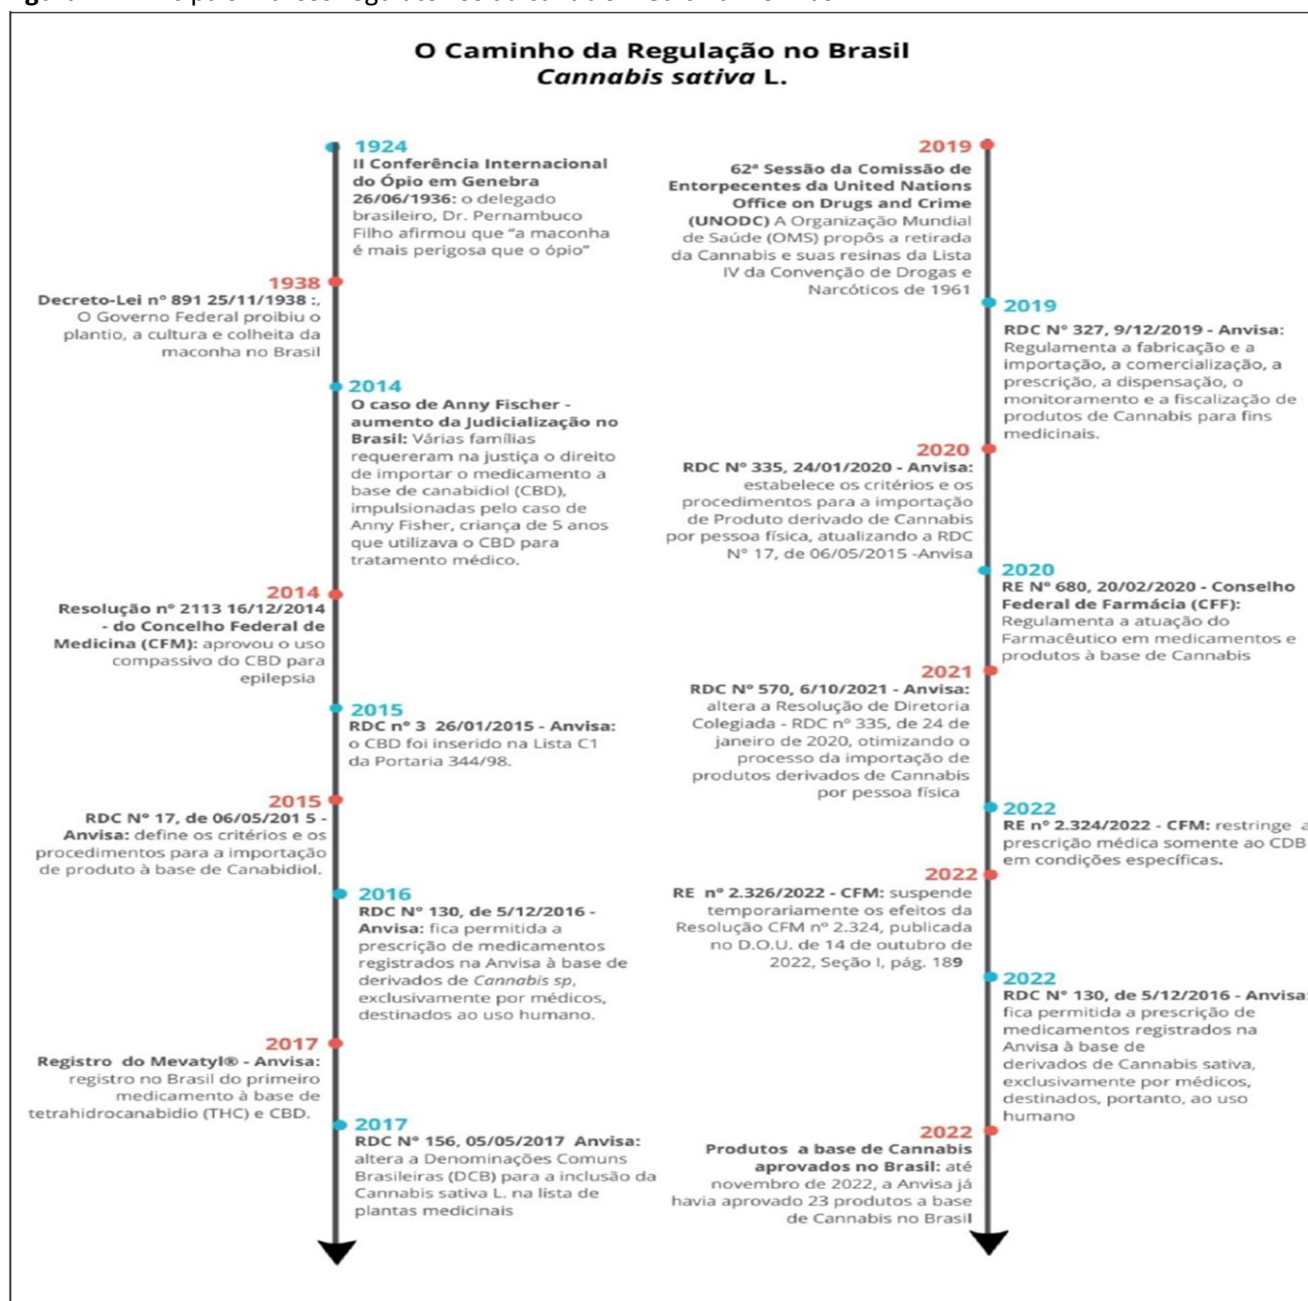 O Caminho da Regulação no Brasil
Cannabis sativa L.
1924
II Conferência Internacional
do Ópio em Genebra
26/06/1936: o delegado
brasileiro, Dr. Pernambuco
Filho afirmou que “a maconha
é mais perigosa que o ópio”
1938
Decreto-Lei nº 891 25/11/1938 :,
O Governo Federal proibiu o
plantio, a cultura e colheita da
maconha no Brasil
2014
O caso de Anny Fischer -
aumento da Judicialização no
Brasil: Várias famílias
requereram na justiça o direito
de importar o medicamento a
base de canabidiol (CBD),
impulsionadas pelo caso de
Anny Fisher, criança de 5 anos
que utilizava o CBD para
tratamento médico.
2014
Resolução nº 2113 16/12/2014
- do Concelho Federal de
Medicina (CFM): aprovou o uso
compassivo do CBD para
epilepsia
2015
RDC nº 3 26/01/2015 - Anvisa:
o CBD foi inserido na Lista C1
da Portaria 344/98.
2015
RDC Nº 17, de 06/05/201 5 -
Anvisa: define os critérios e os
procedimentos para a importação
de produto à base de Canabidiol.
2016
RDC Nº 130, de 5/12/2016 -
Anvisa: fica permitida a
prescrição de medicamentos
registrados na Anvisa à base de
derivados de Cannabis sp,
exclusivamente por médicos,
destinados ao uso humano.
2017
Registro do Mevatyl® - Anvisa:
registro no Brasil do primeiro
medicamento à base de
tetrahidrocanabidio (THC) e CBD.
2017
RDC Nº 156, 05/05/2017 Anvisa:
altera a Denominações Comuns
Brasileiras (DCB) para a inclusão da
Cannabis sativa L. na lista de
plantas medicinais
2019
62ª Sessão da Comissão de
Entorpecentes da United Nations
Office on Drugs and Crime
(UNODC) A Organização Mundial
de Saúde (OMS) propôs a retirada
da Cannabis e suas resinas da Lista
IV da Convenção de Drogas e
Narcóticos de 1961
2019
RDC Nº 327, 9/12/2019 - Anvisa:
Regulamenta a fabricação e a
importação, a comercialização, a
prescrição, a dispensação, o
monitoramento e a fiscalização de
produtos de Cannabis para fins
medicinais.
2020
RDC Nº 335, 24/01/2020 - Anvisa:
estabelece os critérios e os
procedimentos para a importação
de Produto derivado de Cannabis
por pessoa física, atualizando a RDC
Nº 17, de 06/05/2015 -Anvisa
2020
RE Nº 680, 20/02/2020 - Conselho
Federal de Farmácia (CFF):
Regulamenta a atuação do
Farmacêutico em medicamentos e
produtos à base de Cannabis
2021
RDC Nº 570, 6/10/2021 - Anvisa:
altera a Resolução de Diretoria
Colegiada - RDC nº 335, de 24 de
janeiro de 2020, otimizando o
processo da importação de
produtos derivados de Cannabis
por pessoa física
2022
RE nº 2.324/2022 - CFM: restringe a
prescrição médica somente ao CDB
em condições específicas.
2022
RE nº 2.326/2022 - CFM: suspende
temporariamente os efeitos da
Resolução CFM nº 2.324, publicada
no D.O.U. de 14 de outubro de
2022, Seção I, pág. 189
2022
RDC Nº 130, de 5/12/2016 - Anvisa:
fica permitida a prescrição de
medicamentos registrados na
Anvisa à base de
derivados de Cannabis sativa,
exclusivamente por médicos,
destinados, portanto, ao uso
humano
2022
Produtos a base de Cannabis
aprovados no Brasil: até
novembro de 2022, a Anvisa já
havia aprovado 23 produtos a base
de Cannabis no Brasil